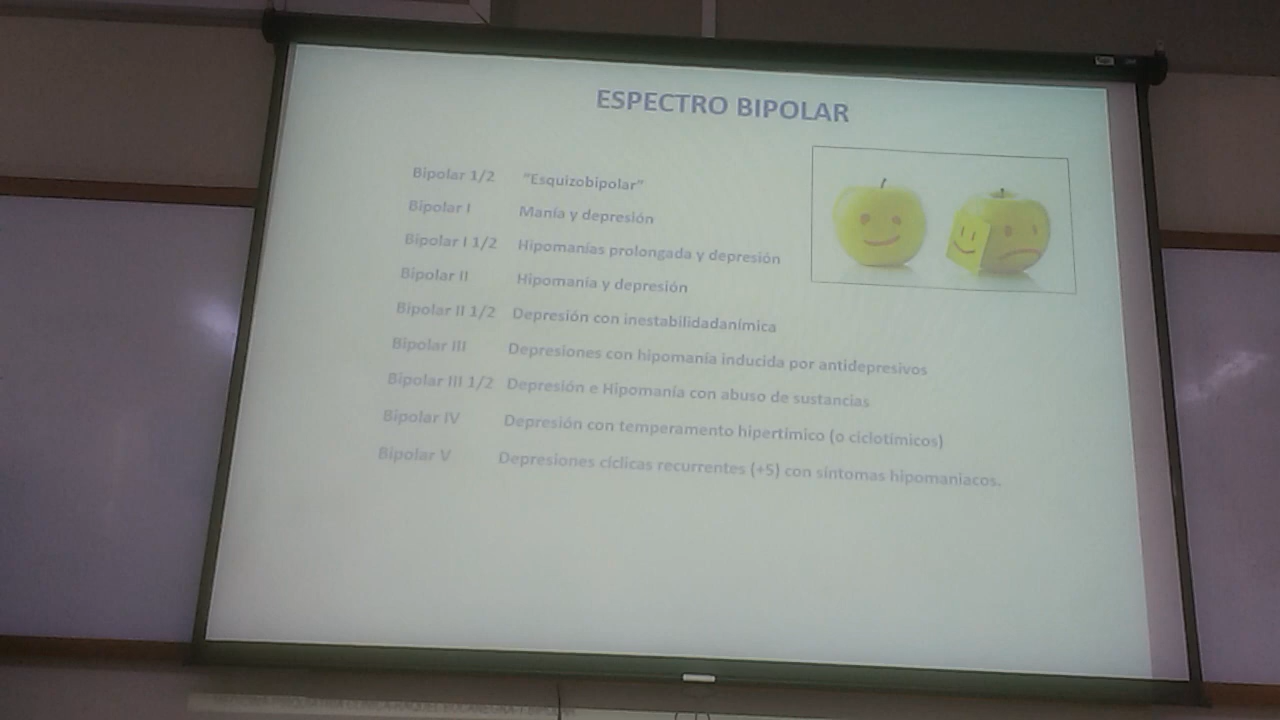 ESPECTRO BIPOLAR
Bipolar 1/2 "Esquizobipolar"
Bipolar I Manía y depresión
Bipolar I 1/2 Hipomanías prolongada y depresión
Bipolar II Hipomanía y depresión
Bipolar II 1/2 Depresión con inestabilidadanímica
Bipolar III Depresiones con hipomanía inducida por antidepresivos
Bipolar III 1/2 Depresión e Hipomanía con abuso de sustancias
Bipolar IV Depresión con temperamento hipertímico (o ciclotímicos)
Bipolar V Depresiones cíclicas recurrentes (+5) con síntomas hipomaníacos.